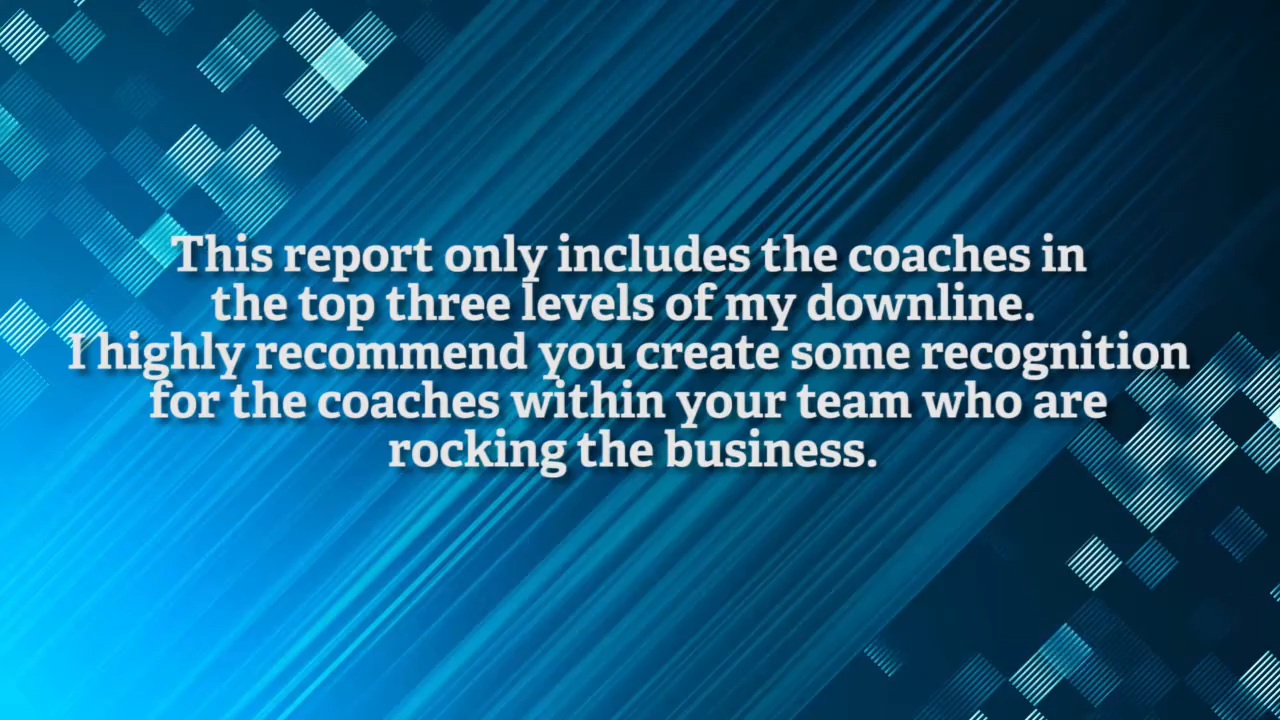 This report only includes the coaches in
the top three levels of my downline.
I highly recommend you create some recognition
for the coaches within your team who are
rocking the business.